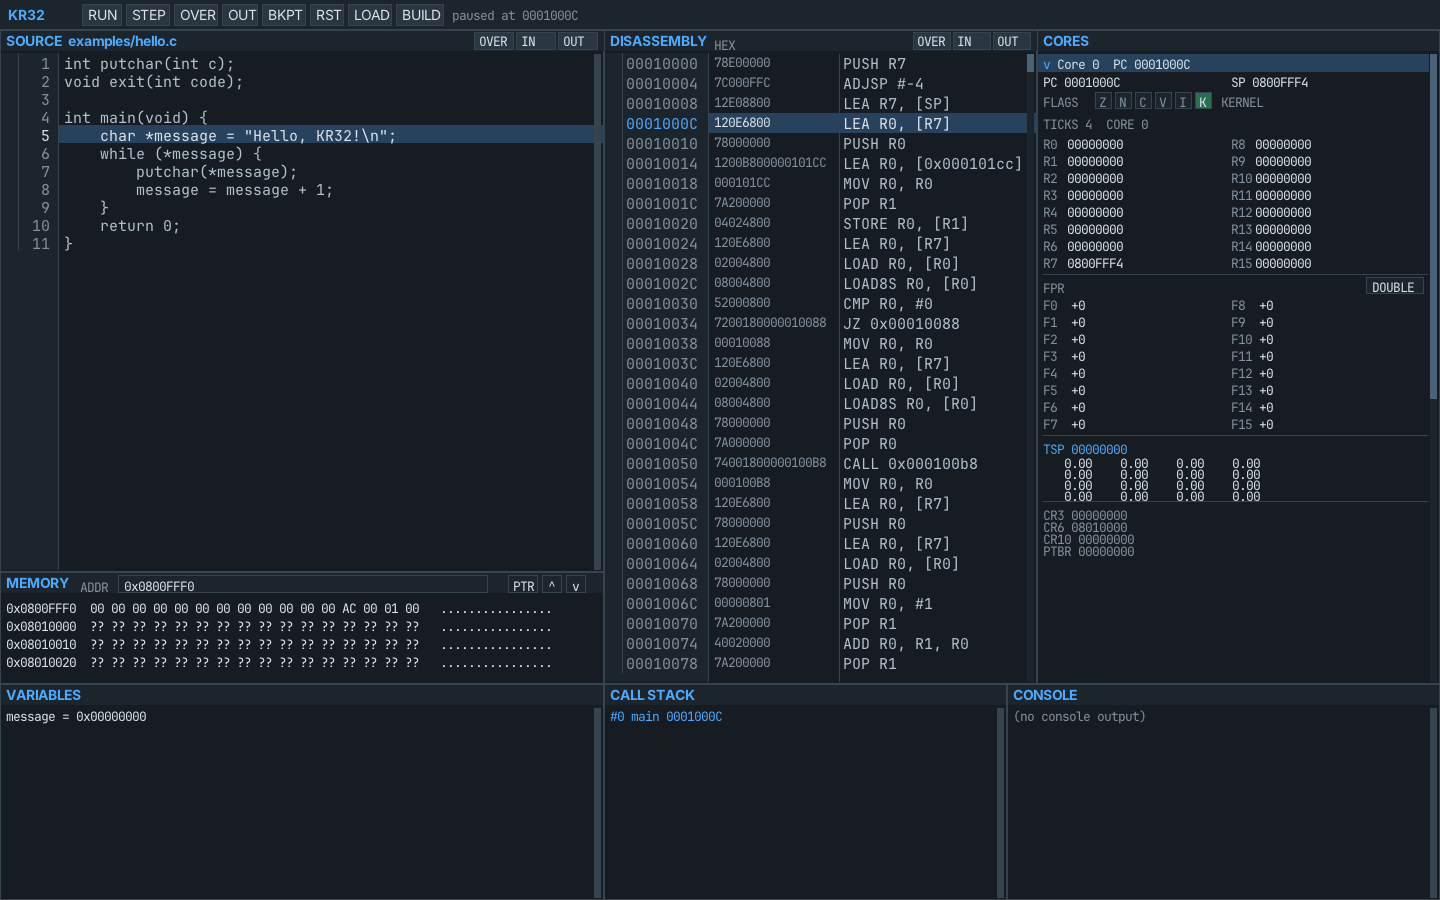 KR32 RUN STEP OVER OUT BKPT RST LOAD BUILD paused at 0001000C
SOURCE examples/hello.c OVER IN OUT
1 int putchar(int c);
2 void exit(int code);
3
4 int main(void) {
5     char *message = "Hello, KR32!\n";
6     while (*message) {
7         putchar(*message);
8         message = message + 1;
9     }
10     return 0;
11 }
MEMORY ADDR 0x0800FFF0 PTR ^ v
0x0800FFF0 00 00 00 00 00 00 00 00 00 00 00 00 AC 00 01 00 ................
0x08010000 ?? ?? ?? ?? ?? ?? ?? ?? ?? ?? ?? ?? ?? ?? ?? ?? ................
0x08010010 ?? ?? ?? ?? ?? ?? ?? ?? ?? ?? ?? ?? ?? ?? ?? ?? ................
0x08010020 ?? ?? ?? ?? ?? ?? ?? ?? ?? ?? ?? ?? ?? ?? ?? ?? ................
DISASSEMBLY HEX OVER IN OUT
00010000 78E00000 PUSH R7
00010004 7C000FFC ADJSP #-4
00010008 12E08800 LEA R7, [SP]
0001000C 120E6800 LEA R0, [R7]
00010010 78000000 PUSH R0
00010014 1200B800000101CC LEA R0, [0x000101cc]
00010018 000101CC MOV R0, R0
0001001C 7A200000 POP R1
00010020 04024800 STORE R0, [R1]
00010024 120E6800 LEA R0, [R7]
00010028 02004800 LOAD R0, [R0]
0001002C 08004800 LOAD8S R0, [R0]
00010030 52000800 CMP R0, #0
00010034 7200180000010088 JZ 0x00010088
00010038 00010088 MOV R0, R0
0001003C 120E6800 LEA R0, [R7]
00010040 02004800 LOAD R0, [R0]
00010044 08004800 LOAD8S R0, [R0]
00010048 78000000 PUSH R0
0001004C 7A000000 POP R0
00010050 74001800000100B8 CALL 0x000100b8
00010054 000100B8 MOV R0, R0
00010058 120E6800 LEA R0, [R7]
0001005C 78000000 PUSH R0
00010060 120E6800 LEA R0, [R7]
00010064 02004800 LOAD R0, [R0]
00010068 78000000 PUSH R0
0001006C 00000801 MOV R0, #1
00010070 7A200000 POP R1
00010074 40020800 ADD R0, R1, R0
00010078 7A200000 POP R1
CORES
v Core 0 PC 0001000C
PC 0001000C SP 0800FFF4
FLAGS Z N C V I K KERNEL
TICKS 4 CORE 0
R0 00000000 R8 00000000
R1 00000000 R9 00000000
R2 00000000 R10 00000000
R3 00000000 R11 00000000
R4 00000000 R12 00000000
R5 00000000 R13 00000000
R6 00000000 R14 00000000
R7 0800FFF4 R15 00000000
FPR DOUBLE
F0 +0 F8 +0
F1 +0 F9 +0
F2 +0 F10 +0
F3 +0 F11 +0
F4 +0 F12 +0
F5 +0 F13 +0
F6 +0 F14 +0
F7 +0 F15 +0
TSP 00000000
0.00 0.00 0.00 0.00
0.00 0.00 0.00 0.00
0.00 0.00 0.00 0.00
0.00 0.00 0.00 0.00
CR3 00000000
CR6 08010000
CR10 00000000
PTBR 00000000
VARIABLES
message = 0x00000000
CALL STACK
#0 main 0001000C
CONSOLE
(no console output)